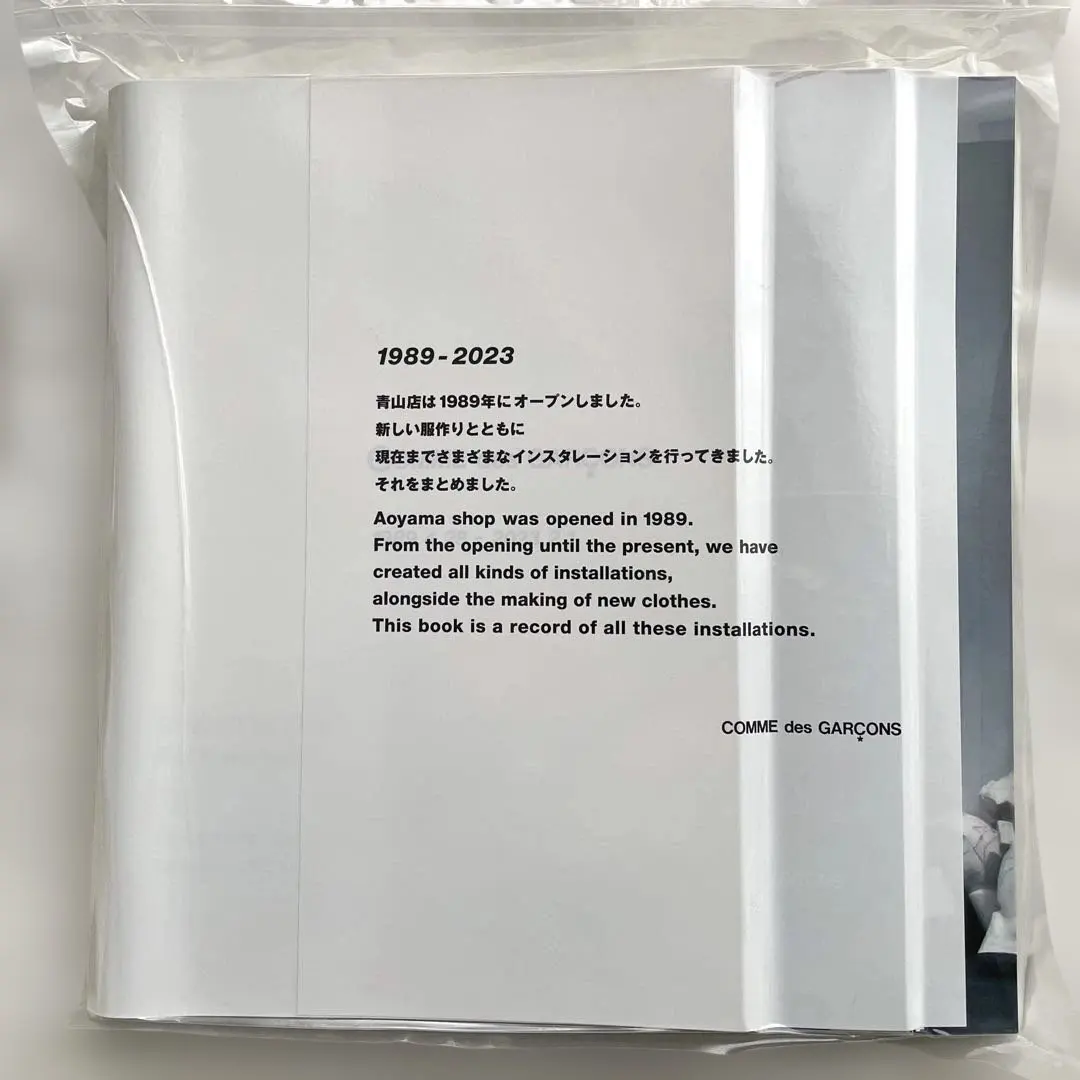 1989-2023
青山店は1989年にオープンしました。
新しい服作りとともに
現在までさまざまなインスタレーションを行ってきました。
それをまとめました。
Aoyama shop was opened in 1989.
From the opening until the present, we have
created all kinds of installations,
alongside the making of new clothes.
This book is a record of all these installations.
COMME des GARÇONS